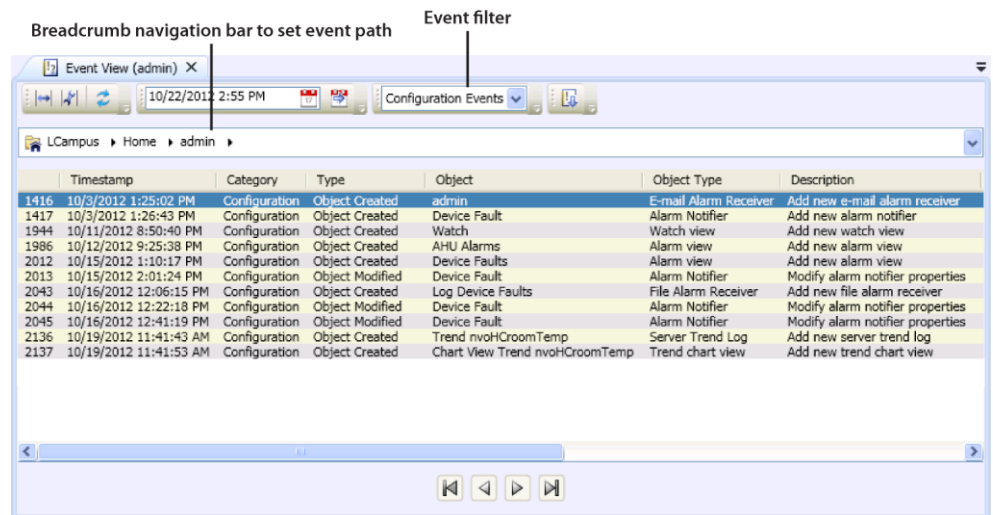 Event filter
Breadcrumb navigation bar to set event path
Event View (admin)
10/22/2012 2:55 PM Configuration Events
LCampus Home admin
Timestamp Category Type Object Object Type Description
1416 10/3/2012 1:25:02 PM Configuration Object Created admin E-mail Alarm Receiver Add new e-mail alarm receiver
1417 10/3/2012 1:26:43 PM Configuration Object Created Device Fault Alarm Notifier Add new alarm notifier
1944 10/11/2012 8:50:40 PM Configuration Object Created Watch Watch view Add new watch view
1986 10/12/2012 9:25:38 PM Configuration Object Created AHU Alarms Alarm view Add new alarm view
2012 10/15/2012 1:10:17 PM Configuration Object Created Device Faults Alarm view Add new alarm view
2013 10/15/2012 2:01:24 PM Configuration Object Modified Device Fault Alarm Notifier Modify alarm notifier properties
2043 10/16/2012 12:06:15 PM Configuration Object Created Log Device Faults File Alarm Receiver Add new file alarm receiver
2044 10/16/2012 12:22:18 PM Configuration Object Modified Device Fault Alarm Notifier Modify alarm notifier properties
2045 10/16/2012 12:41:19 PM Configuration Object Modified Device Fault Alarm Notifier Modify alarm notifier properties
2136 10/19/2012 11:41:43 AM Configuration Object Created Trend nvoHCroomTemp Server Trend Log Add new server trend log
2137 10/19/2012 11:41:53 AM Configuration Object Created Chart View Trend nvoHCroomTemp Trend chart view Add new trend chart view